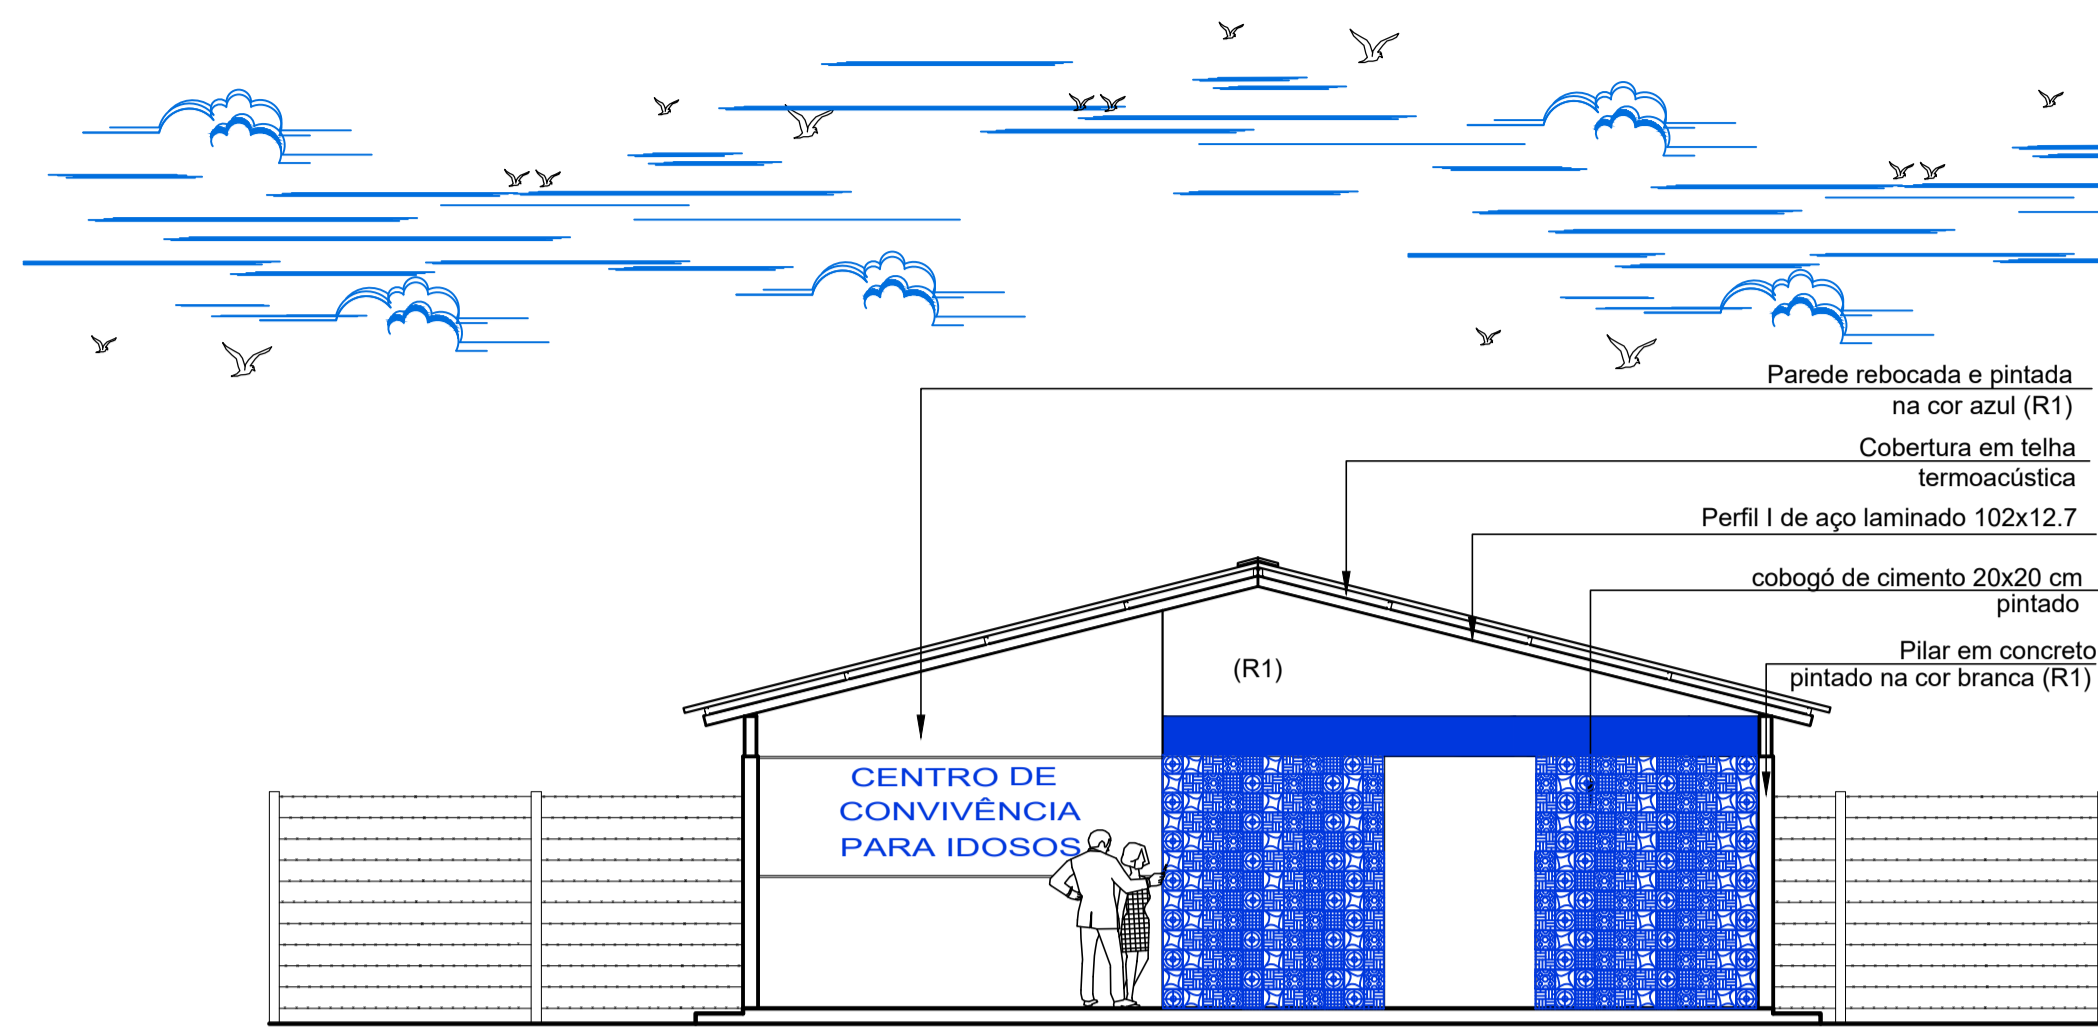 Parede rebocada e pintada
na cor azul (R1)
Cobertura em telha
termoacústica
Perfil I de aço laminado 102x12.7
cobogó de cimento 20x20 cm
pintado
Pilar em concreto
pintado na cor branca (R1)
(R1)
CENTRO DE
CONVIVÊNCIA
PARA IDOSOS